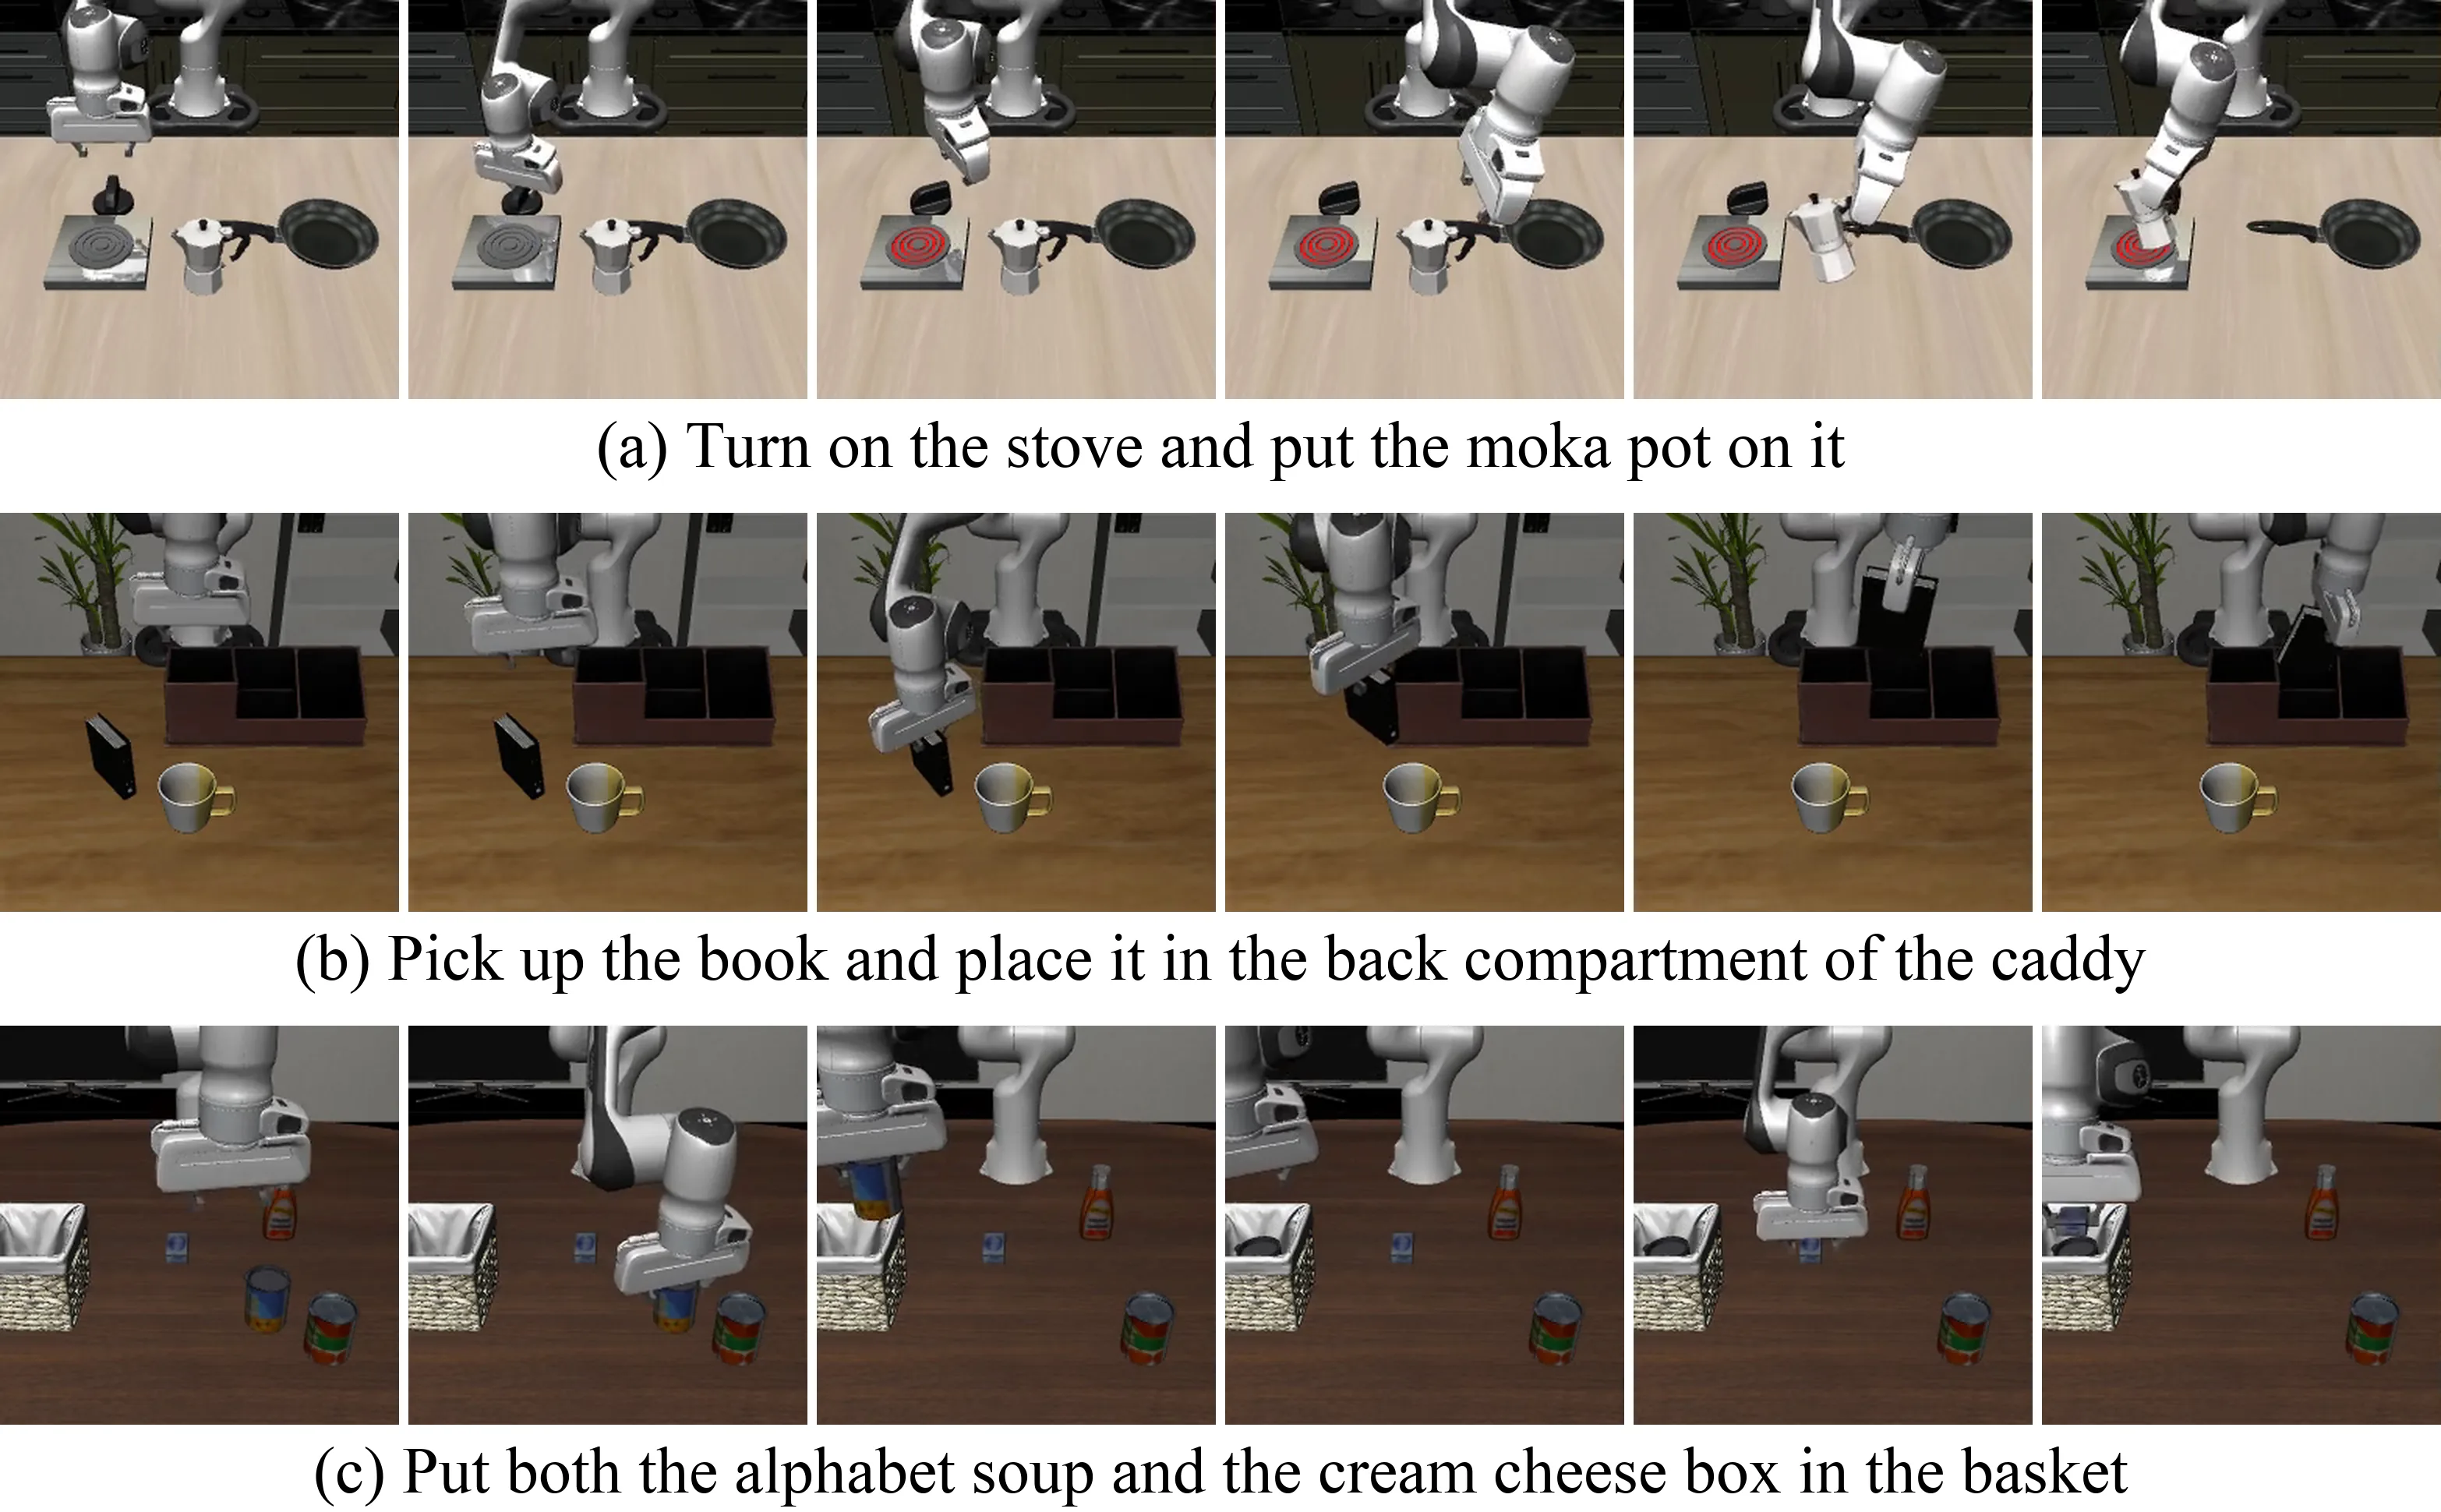 (a) Turn on the stove and put the moka pot on it
(b) Pick up the book and place it in the back compartment of the caddy
(c) Put both the alphabet soup and the cream cheese box in the basket